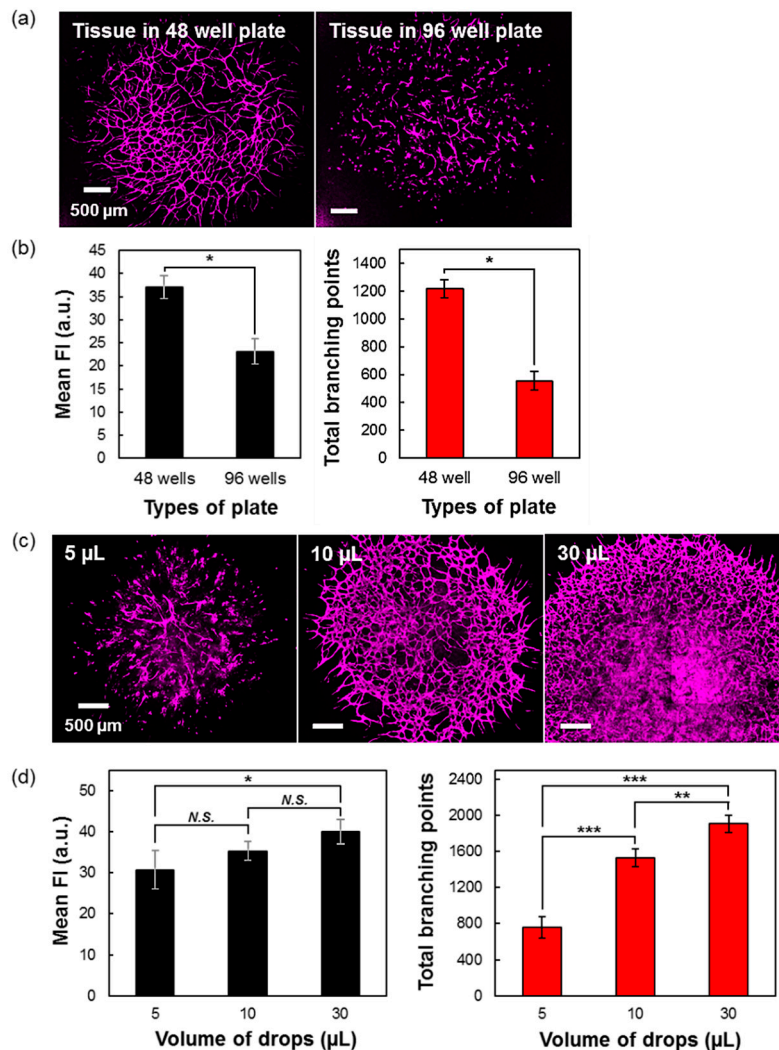 (a)
Tissue in 48 well plate
Tissue in 96 well plate
500 µm
(b)
45
40
35
30
25
20
15
10
5
0
Mean FI (a.u.)
*
48 wells
96 wells
Types of plate
1400
1200
1000
800
600
400
200
0
Total branching points
*
48 well
96 well
Types of plate
(c)
5 µL
10 µL
30 µL
500 µm
(d)
50
40
30
20
10
0
Mean FI (a.u.)
*
N.S.
N.S.
5
10
30
Volume of drops (µL)
2400
2000
1600
1200
800
400
0
Total branching points
***
**
***
5
10
30
Volume of drops (µL)